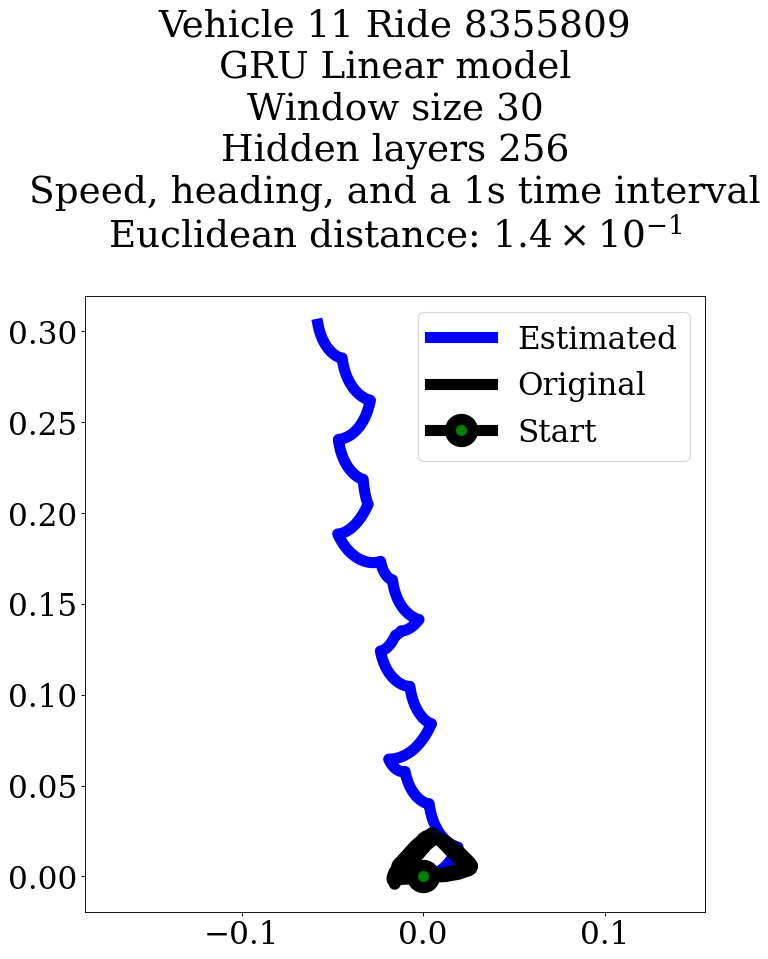 Vehicle 11 Ride 8355809
GRU Linear model
Window size 30
Hidden layers 256
Speed, heading, and a 1s time interval
Euclidean distance: 1.4 × 10⁻¹
Estimated
Original
Start
0.30
0.25
0.20
0.15
0.10
0.05
0.00
−0.1
0.0
0.1